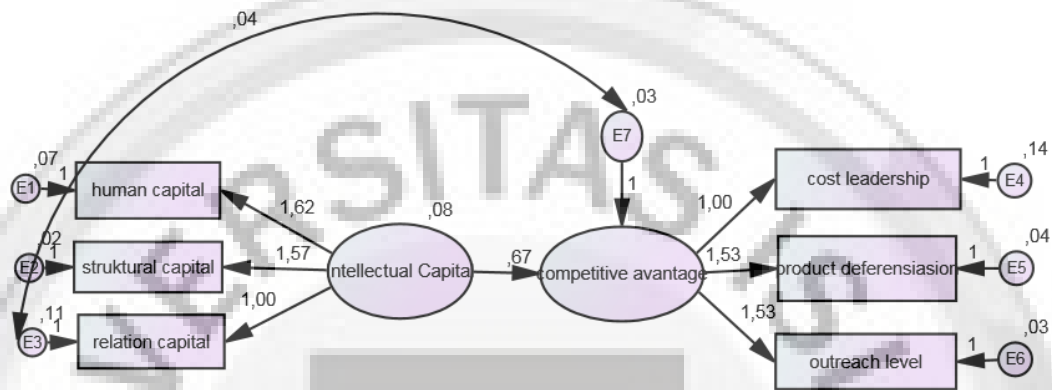 ,04
,03
E7
,07
E1
1
human capital
1,62
,02
E2
1
struktural capital
1,57
,11
E3
1
relation capital
1,00
,08
ntellectual Capita
,67
1
competitive avantage
1,00
1,53
1,53
cost leadership
1
,14
E4
product deferensiasion
1
,04
E5
outreach level
1
,03
E6